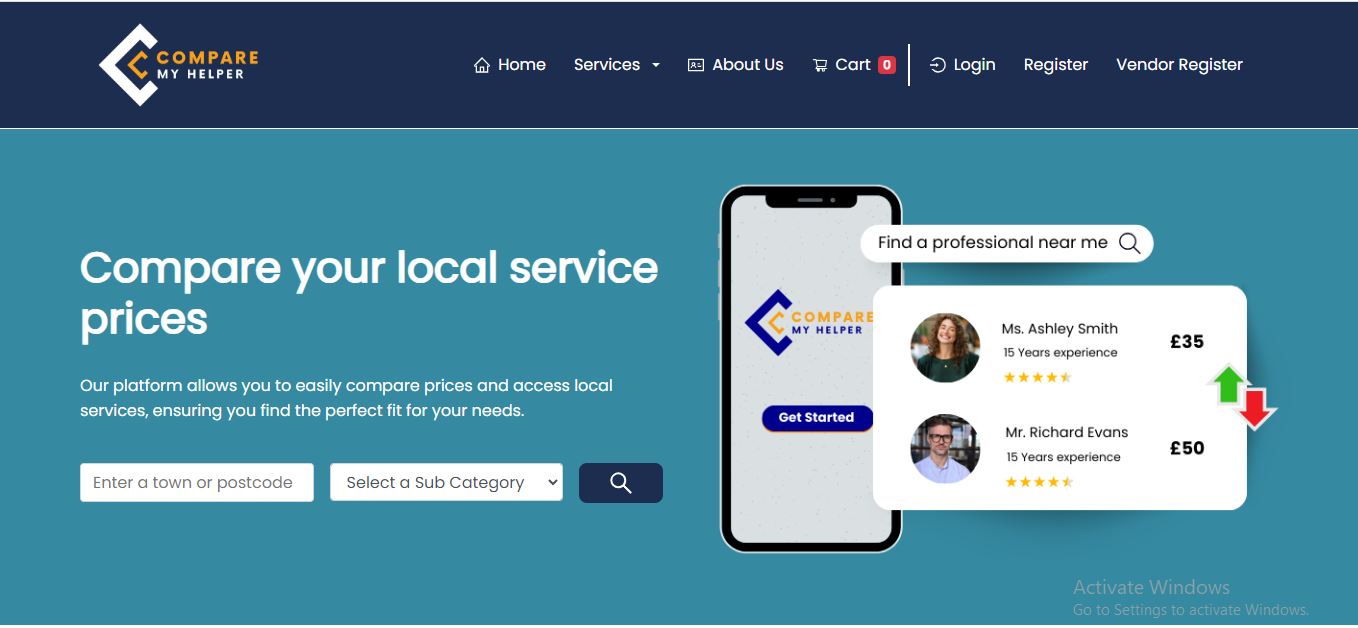 COMPARE
MY HELPER
Home
Services
About Us
Cart 0
Login
Register
Vendor Register
Compare your local service
prices
Our platform allows you to easily compare prices and access local
services, ensuring you find the perfect fit for your needs.
Enter a town or postcode
Select a Sub Category
COMPARE
MY HELPER
Get Started
Find a professional near me
Ms. Ashley Smith
15 Years experience
£35
Mr. Richard Evans
15 Years experience
£50
Activate Windows
Go to Settings to activate Windows.